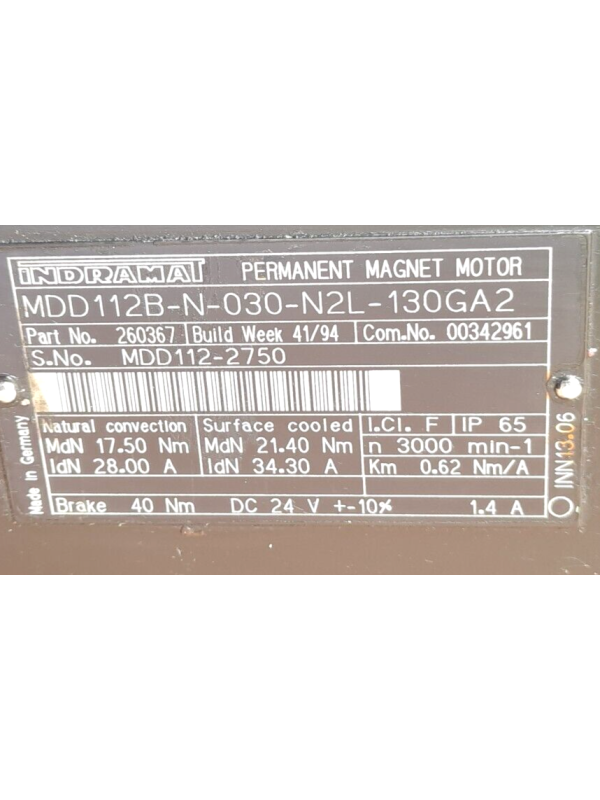 INDRAMAT PERMANENT MAGNET MOTOR
MDD112B-N-030-N2L-130GA2
Part No. 260367 Build Week 41/94 Com.No. 00342961
S.No. MDD112-2750
Natural convection Surface cooled I.Cl. F IP 65
MdN 17.50 Nm MdN 21.40 Nm n 3000 min-1
IdN 28.00 A IdN 34.30 A Km 0.62 Nm/A
Brake 40 Nm DC 24 V +-10% 1.4 A
Made in Germany
INN13.06